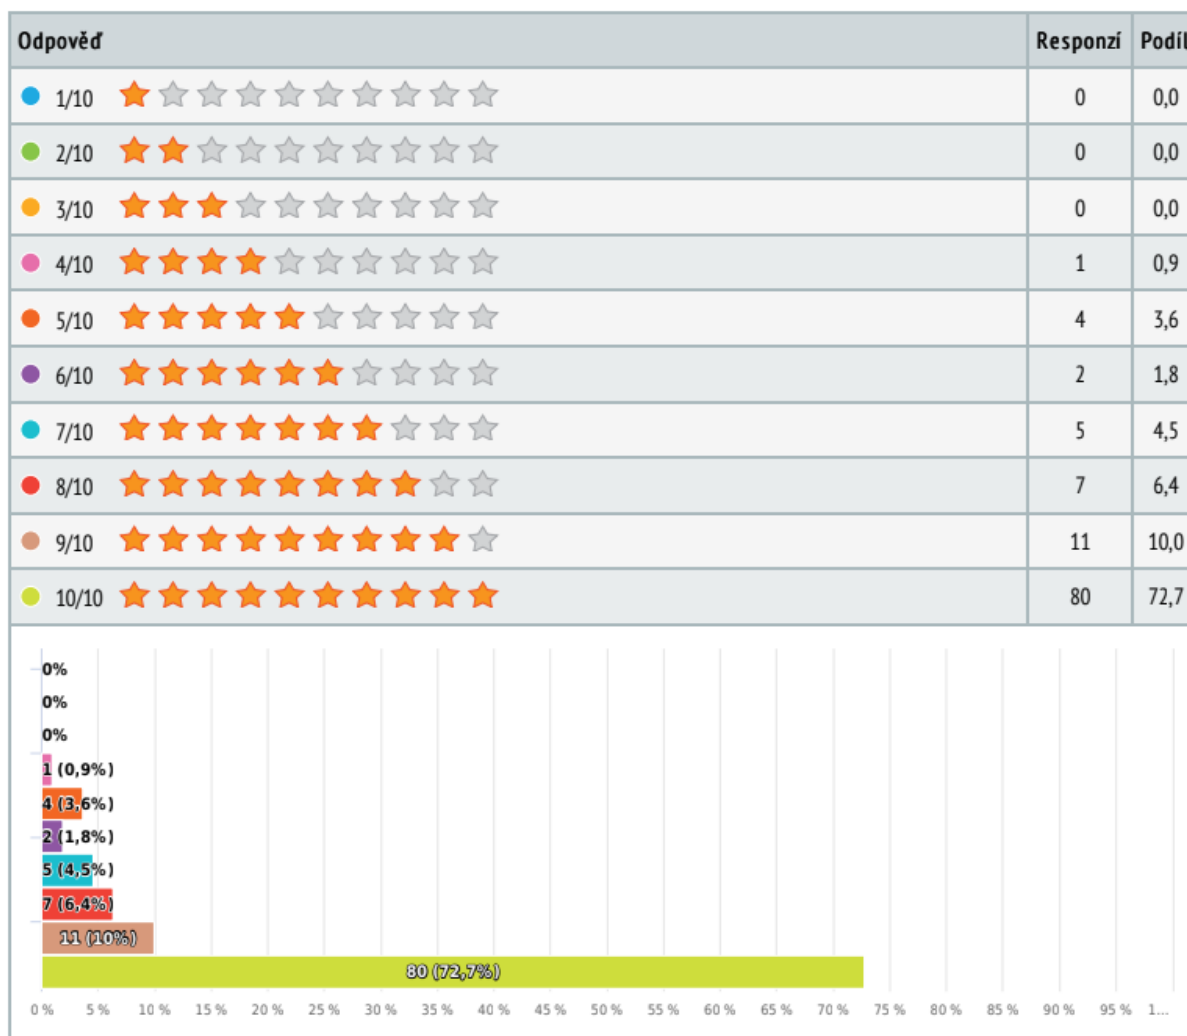 Odpověď Responzí Podíl
1/10 0 0,0
2/10 0 0,0
3/10 0 0,0
4/10 1 0,9
5/10 4 3,6
6/10 2 1,8
7/10 5 4,5
8/10 7 6,4
9/10 11 10,0
10/10 80 72,7
0%
0%
0%
1 (0,9%)
4 (3,6%)
2 (1,8%)
5 (4,5%)
7 (6,4%)
11 (10%)
80 (72,7%)
0 % 5 % 10 % 15 % 20 % 25 % 30 % 35 % 40 % 45 % 50 % 55 % 60 % 65 % 70 % 75 % 80 % 85 % 90 % 95 % 1...